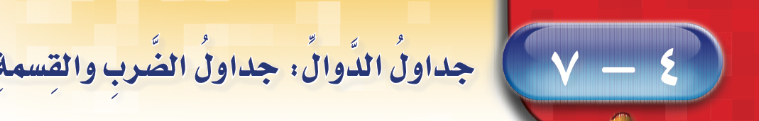 ٤ – ٧
جداولُ الدَّوالِّ: جداولُ الضَّربِ والقِسمةِ